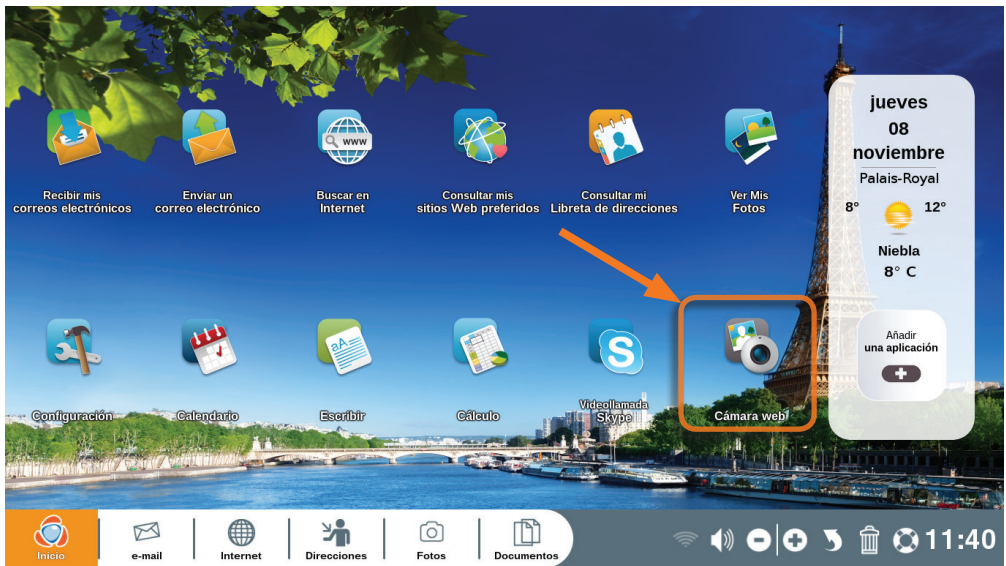 Recibir mis
correos electrónicos
Enviar un
correo electrónico
Buscar en
Internet
Consultar mis
sitios Web preferidos
Consultar mi
Libreta de direcciones
Ver Mis
Fotos
www
jueves
08
noviembre
Palais-Royal
8° 12°
Niebla
8° C
Añadir
una aplicación
Configuración
Calendario
aA
Escribir
Cálculo
S
Videollamada
Skype
Cámara web
Inicio
e-mail
Internet
Direcciones
Fotos
Documentos
11:40